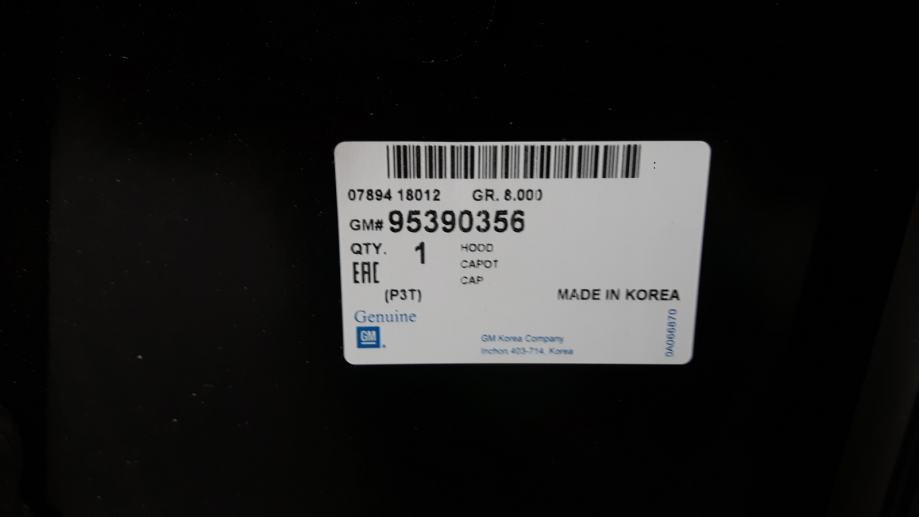 07894 18012 GR. 8.000
GM# 95390356
QTY. 1 HOOD
CAPOT
EAC CAP
(P3T) MADE IN KOREA
Genuine
GM
GM Korea Company
Inchon 403-714, Korea
0A066870